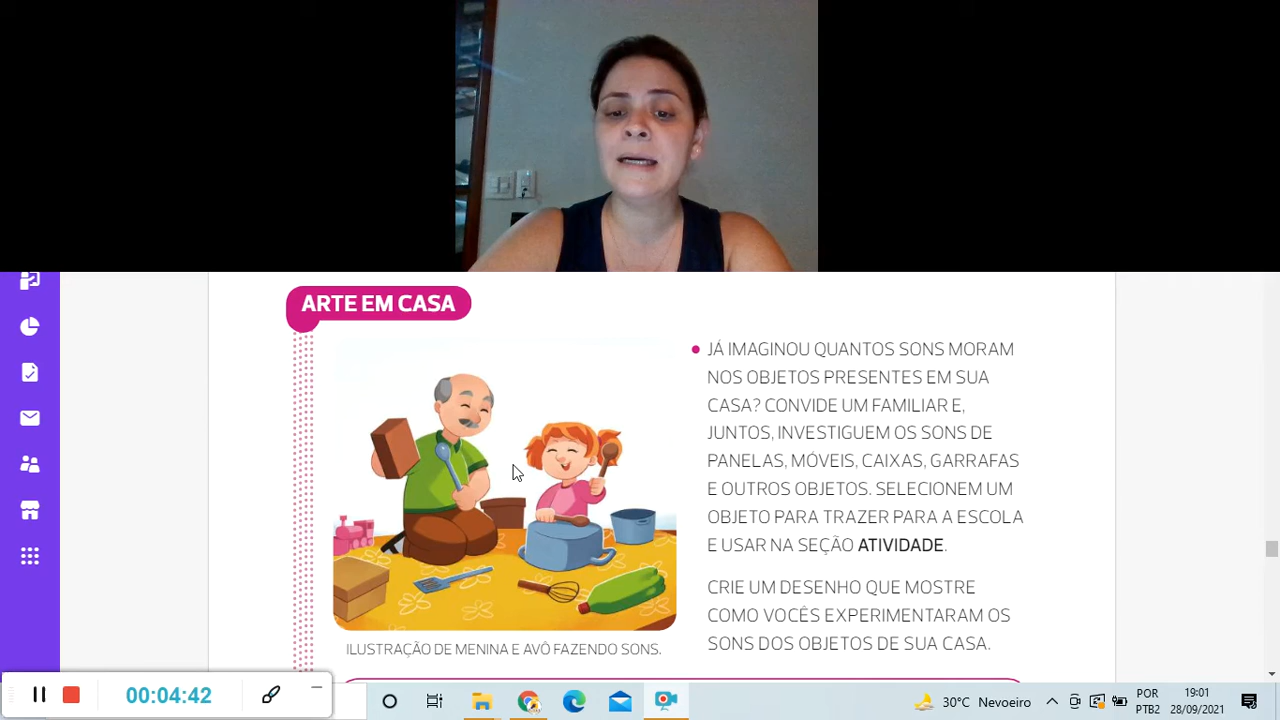 ARTE EM CASA
JÁ IMAGINOU QUANTOS SONS MORAM
NOS OBJETOS PRESENTES EM SUA
CASA? CONVIDE UM FAMILIAR E,
JUNTOS, INVESTIGUEM OS SONS DE
PANELAS, MÓVEIS, CAIXAS, GARRAFAS
E OUTROS OBJETOS. SELECIONEM UM
OBJETO PARA TRAZER PARA A ESCOLA
E USAR NA SEÇÃO ATIVIDADE.
CRIE UM DESENHO QUE MOSTRE
COMO VOCÊS EXPERIMENTARAM OS
SONS DOS OBJETOS DE SUA CASA.
ILUSTRAÇÃO DE MENINA E AVÔ FAZENDO SONS.
00:04:42
30°C Nevoeiro
POR
PTB2
19:01
28/09/2021